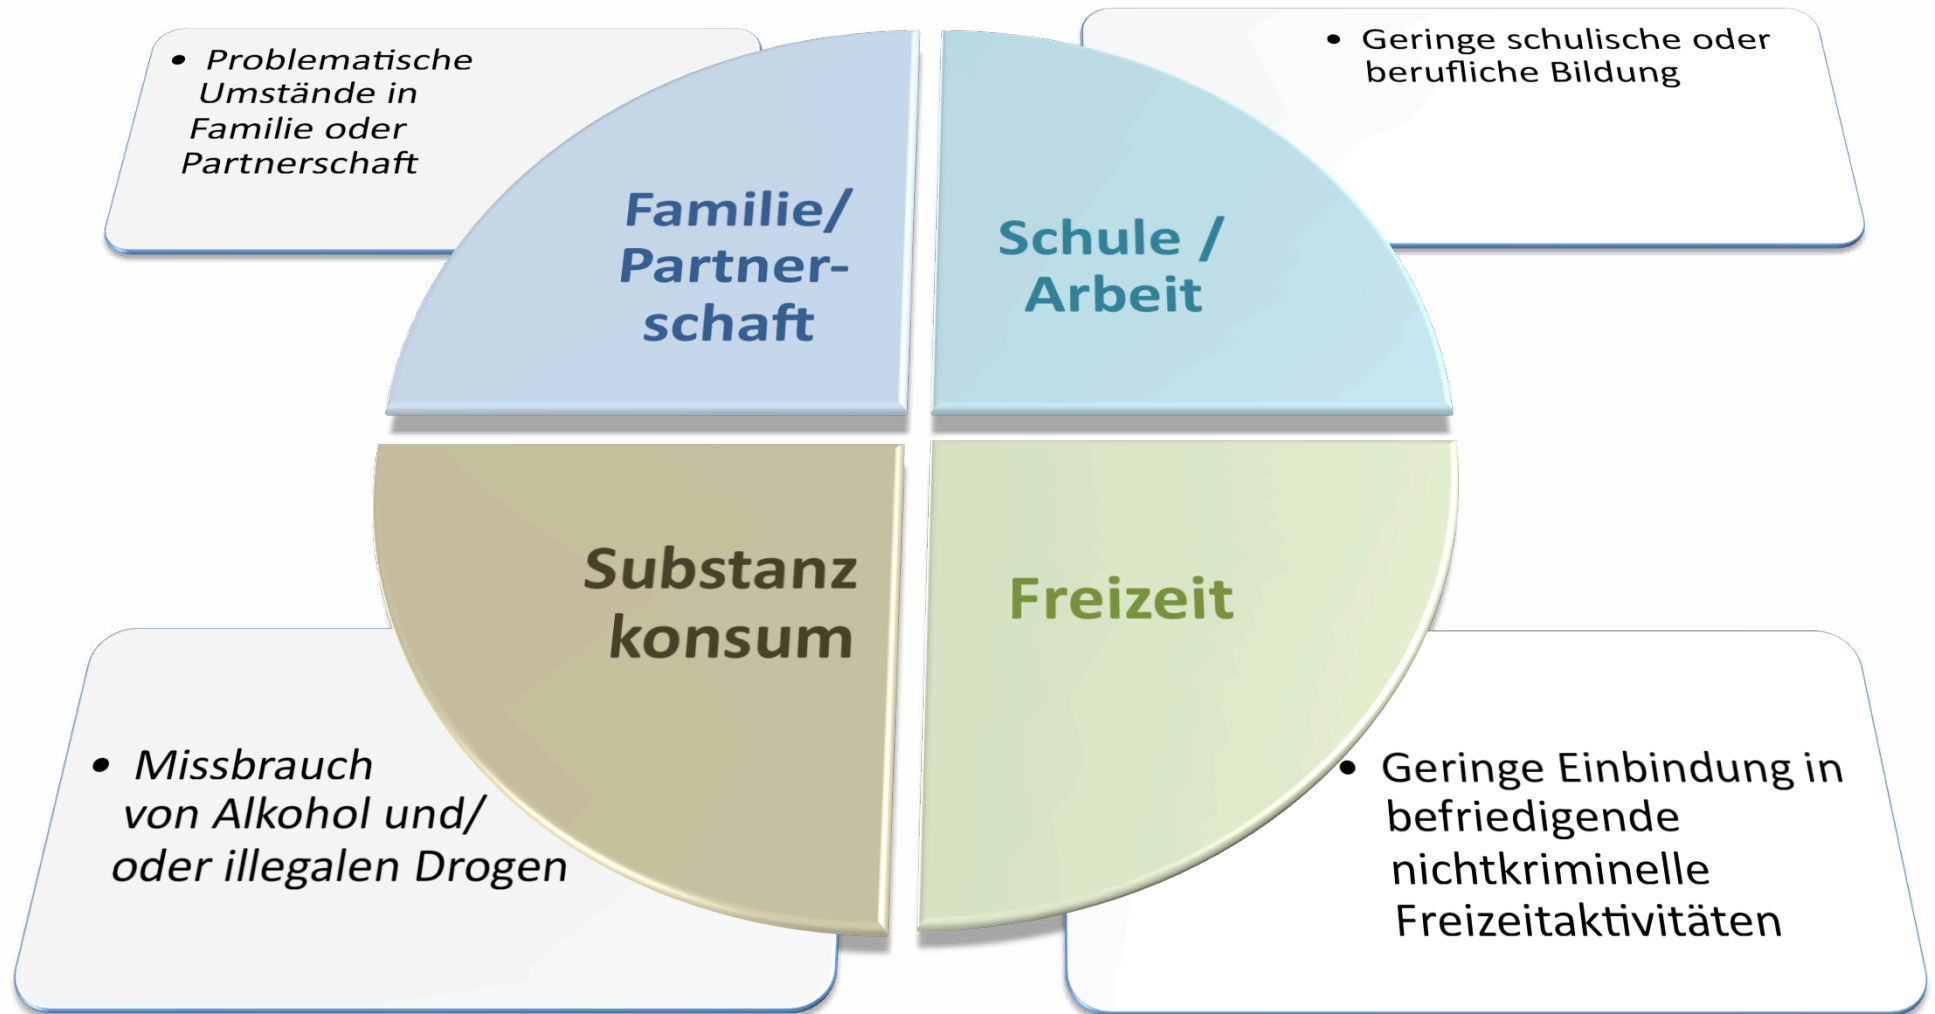 • Problematische
Umstände in
Familie oder
Partnerschaft
• Geringe schulische oder
berufliche Bildung
Familie/
Partner-
schaft
Schule /
Arbeit
Substanz
konsum
Freizeit
• Missbrauch
von Alkohol und/
oder illegalen Drogen
• Geringe Einbindung in
befriedigende
nichtkriminelle
Freizeitaktivitäten